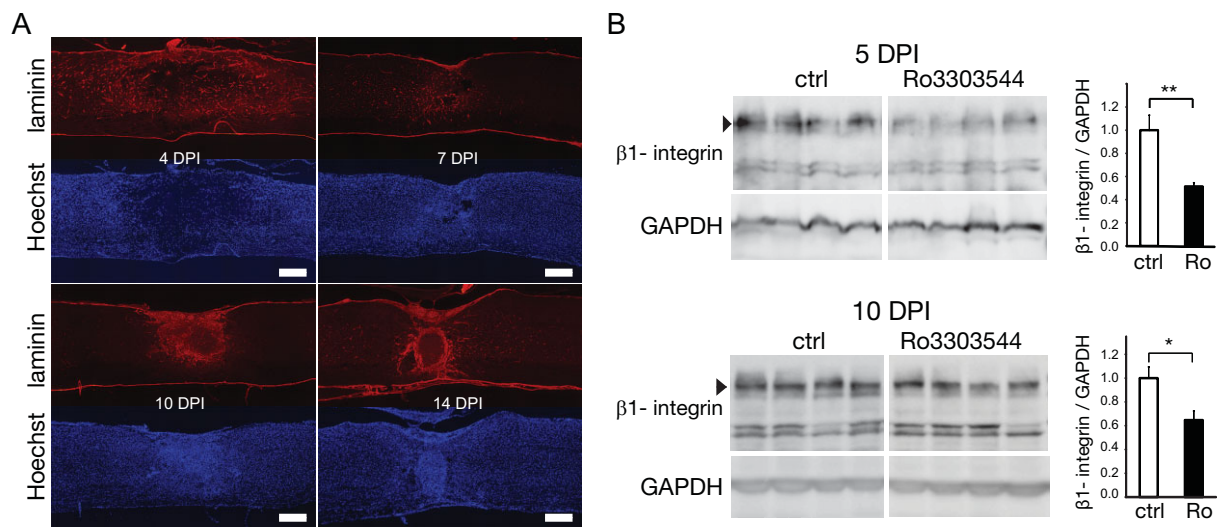 A
laminin
Hoechst
4 DPI
7 DPI
laminin
Hoechst
10 DPI
14 DPI
B
5 DPI
ctrl
Ro3303544
β1- integrin
GAPDH
β1- integrin / GAPDH
**
1.2
1.0
0.8
0.6
0.4
0.2
0.0
ctrl
Ro
10 DPI
ctrl
Ro3303544
β1- integrin
GAPDH
β1- integrin / GAPDH
*
1.2
1.0
0.8
0.6
0.4
0.2
0.0
ctrl
Ro